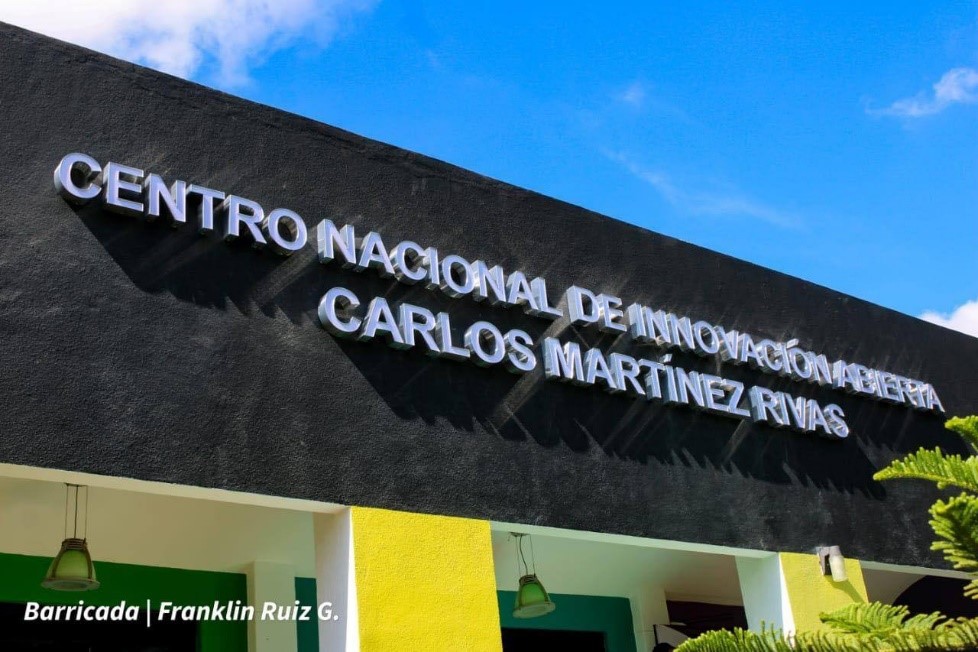 CENTRO NACIONAL DE INNOVACIÓN ABIERTA
CARLOS MARTÍNEZ RIVAS
Barricada | Franklin Ruiz G.